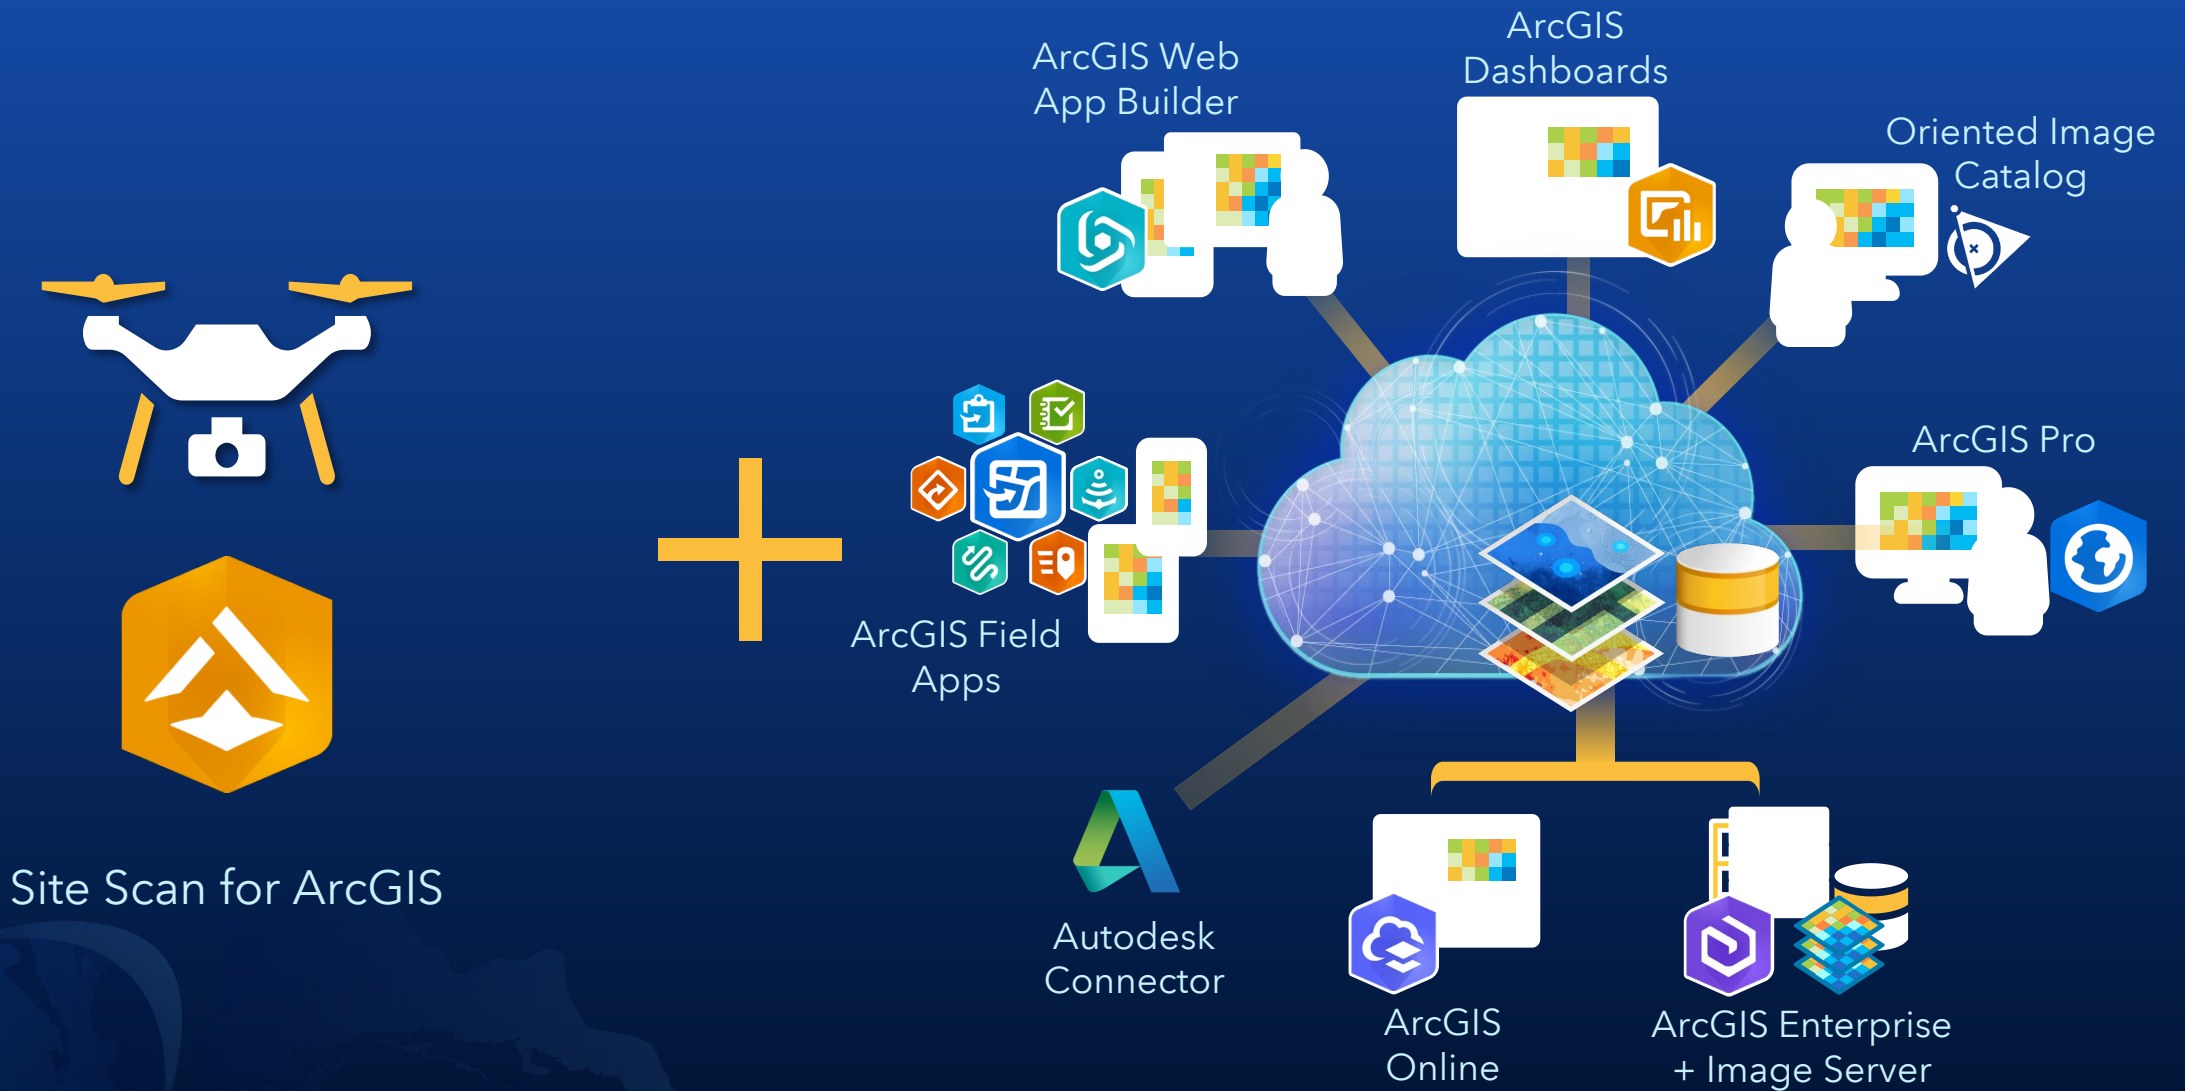 ArcGIS Web
App Builder
ArcGIS
Dashboards
Oriented Image
Catalog
ArcGIS Pro
ArcGIS Field
Apps
Site Scan for ArcGIS
Autodesk
Connector
ArcGIS
Online
ArcGIS Enterprise
+ Image Server